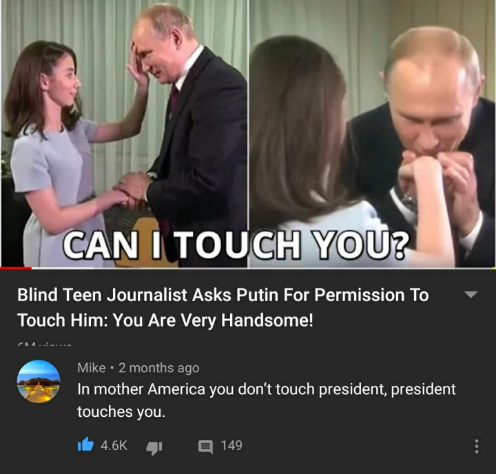 CAN I TOUCH YOU?
Blind Teen Journalist Asks Putin For Permission To
Touch Him: You Are Very Handsome!
Mike • 2 months ago
In mother America you don't touch president, president
touches you.
4.6K 149